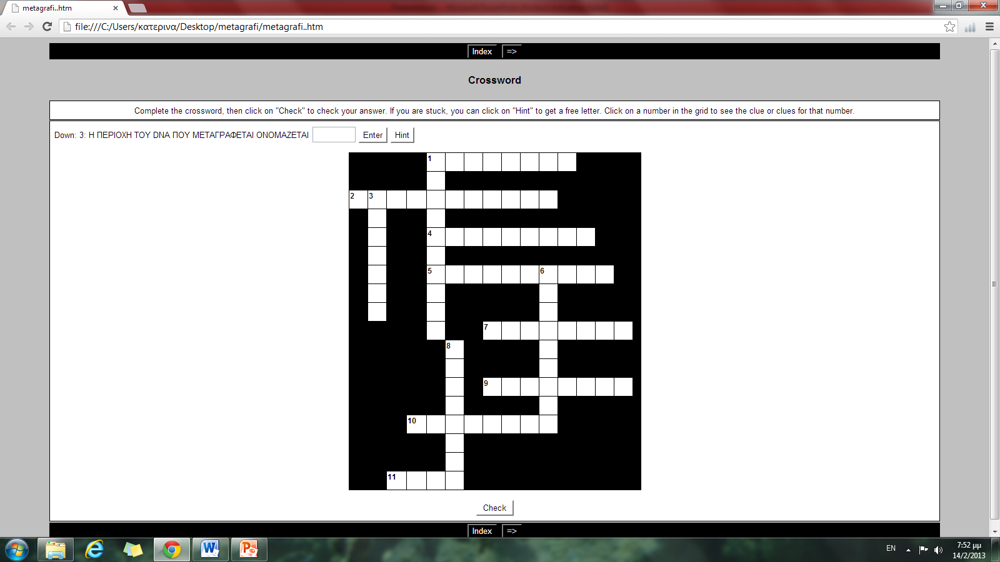 metagrafi..htm
file:///C:/Users/κατερινα/Desktop/metagrafi/metagrafi..htm
Index =>
Crossword
Complete the crossword, then click on "Check" to check your answer. If you are stuck, you can click on "Hint" to get a free letter. Click on a number in the grid to see the clue or clues for that number.
Down: 3: Η ΠΕΡΙΟΧΗ ΤΟΥ DNA ΠΟΥ ΜΕΤΑΓΡΑΦΕΤΑΙ ΟΝΟΜΑΖΕΤΑΙ Enter Hint
1
2 3
4
5 6
7
8
9
10
11
Check
Index =>
EN 7:52 μμ
14/2/2013